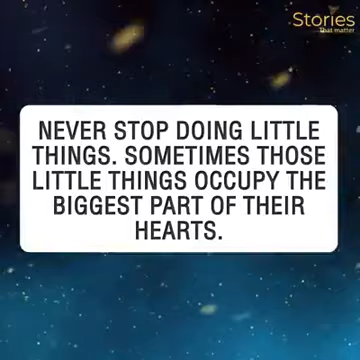 Stories
That matter
NEVER STOP DOING LITTLE
THINGS. SOMETIMES THOSE
LITTLE THINGS OCCUPY THE
BIGGEST PART OF THEIR
HEARTS.